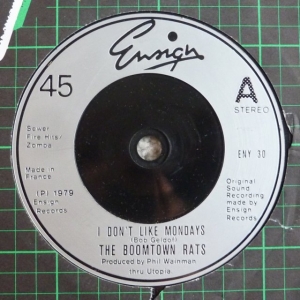 Ensign
45
A
STEREO
Sewer
Fire Hits/
Zomba
ENY 30
Made in
France
(P) 1979
Ensign
Records
Original
Sound
Recording
made by
Ensign
Records
I DON'T LIKE MONDAYS
(Bob Geldof)
THE BOOMTOWN RATS
Produced by Phil Wainman
thru Utopia